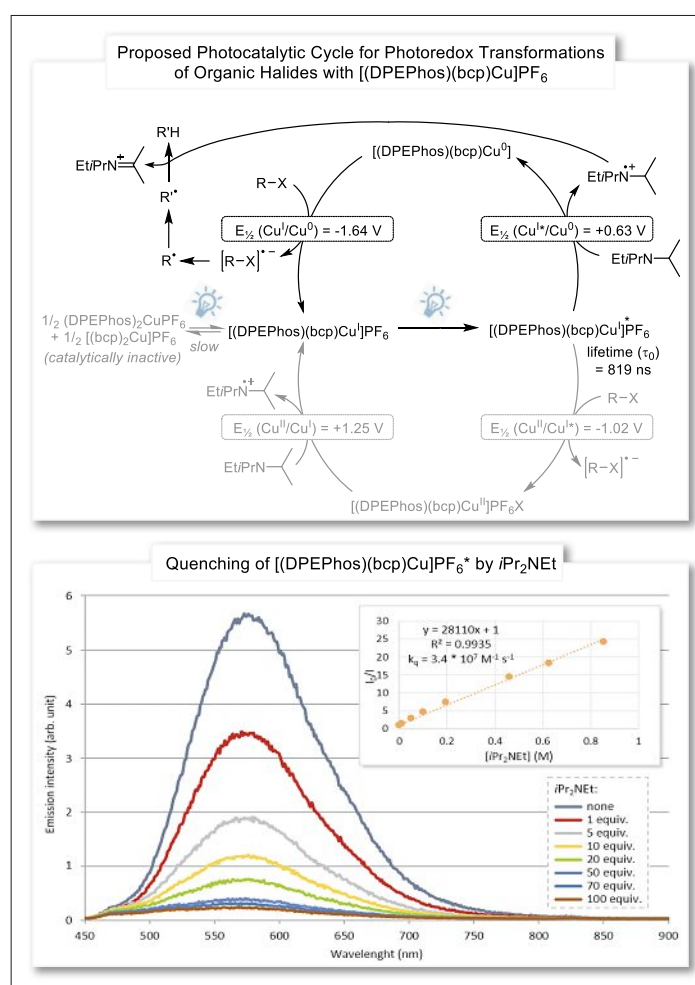 Proposed Photocatalytic Cycle for Photoredox Transformations
of Organic Halides with [(DPEPhos)(bcp)Cu]PF₆
R'H
EtiPrN⁺
R'•
R•
[R−X]•−
R−X
[(DPEPhos)(bcp)Cu⁰]
EtiPrN•+
E½ (Cuᴵ/Cu⁰) = -1.64 V
E½ (Cuᴵ*/Cu⁰) = +0.63 V
EtiPrN
1/2 (DPEPhos)₂CuPF₆
+ 1/2 [(bcp)₂Cu]PF₆
(catalytically inactive)
slow
[(DPEPhos)(bcp)Cuᴵ]PF₆
[(DPEPhos)(bcp)Cuᴵ]*PF₆
lifetime (τ₀)
= 819 ns
EtiPrN•+
R−X
E½ (Cuᴵᴵ/Cuᴵ) = +1.25 V
E½ (Cuᴵᴵ/Cuᴵ*) = -1.02 V
EtiPrN
[R−X]•−
[(DPEPhos)(bcp)Cuᴵᴵ]PF₆X
Quenching of [(DPEPhos)(bcp)Cu]PF₆* by iPr₂NEt
Emission intensity [arb. unit]
6
5
4
3
2
1
0
450 500 550 600 650 700 750 800 850 900
Wavelenght (nm)
y = 28110x + 1
R² = 0.9935
k_q = 3.4 * 10⁷ M⁻¹ s⁻¹
I₀/I
30
25
20
15
10
5
0
0 0.2 0.4 0.6 0.8 1
[iPr₂NEt] (M)
iPr₂NEt:
none
1 equiv.
5 equiv.
10 equiv.
20 equiv.
50 equiv.
70 equiv.
100 equiv.